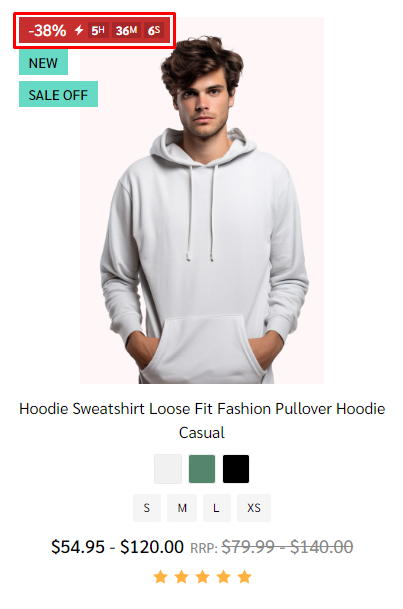 -38% 5H 36M 6S
NEW
SALE OFF
Hoodie Sweatshirt Loose Fit Fashion Pullover Hoodie
Casual
S M L XS
$54.95 - $120.00 RRP: $79.99 - $140.00